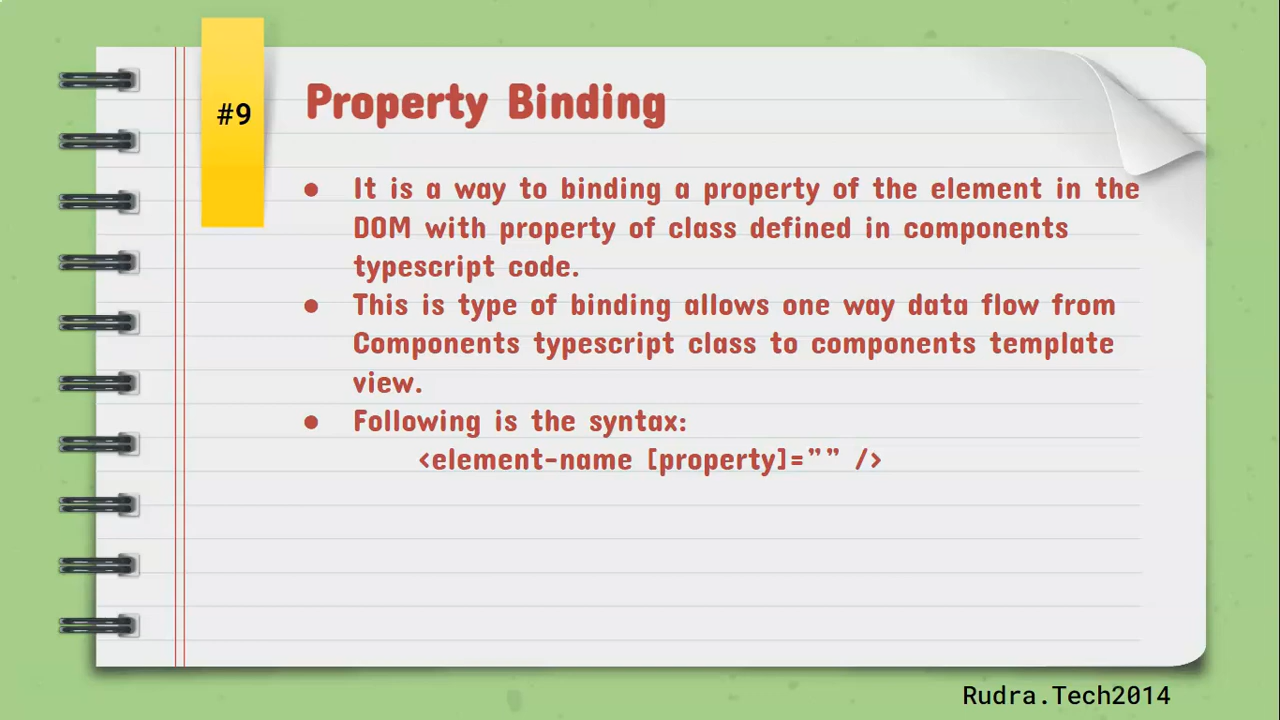 #9
Property Binding
● It is a way to binding a property of the element in the
DOM with property of class defined in components
typescript code.
● This is type of binding allows one way data flow from
Components typescript class to components template
view.
● Following is the syntax:
<element-name [property]=”” />
Rudra.Tech2014